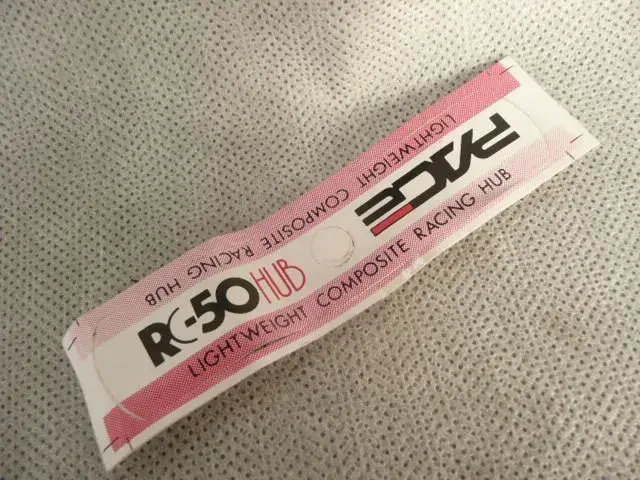 LIGHTWEIGHT COMPOSITE RACING HUB
PACE
RC-50 HUB
LIGHTWEIGHT COMPOSITE RACING HUB